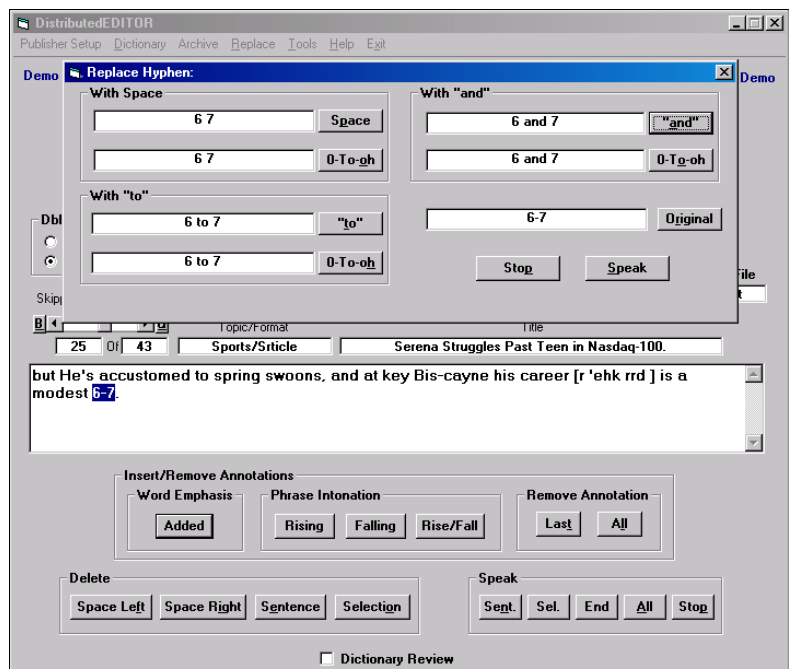 DistributedEDITOR
Publisher Setup Dictionary Archive Replace Tools Help Exit
Demo Demo
Replace Hyphen:
With Space With "and"
6 7 Space 6 and 7 "and"
6 7 0-To-oh 6 and 7 0-To-oh
With "to"
6 to 7 "to" 6-7 Original
6 to 7 0-To-oh
Stop Speak
Dbl
File
Skipp
B
Topic/Format Title
25 Of 43 Sports/Srticle Serena Struggles Past Teen in Nasdaq-100.
but He's accustomed to spring swoons, and at key Bis-cayne his career [r 'ehk rrd ] is a
modest 6-7.
Insert/Remove Annotations
Word Emphasis Phrase Intonation Remove Annotation
Added Rising Falling Rise/Fall Last All
Delete Speak
Space Left Space Right Sentence Selection Sent. Sel. End All Stop
Dictionary Review